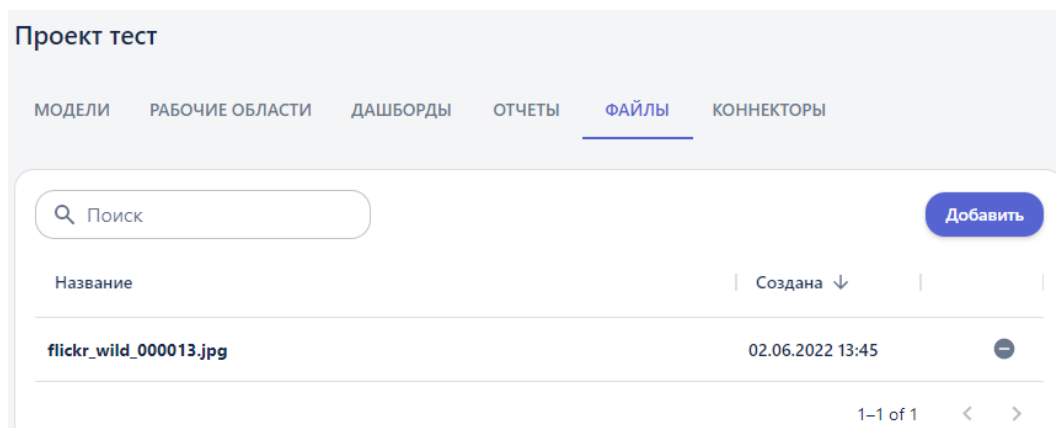 Проект тест
МОДЕЛИ РАБОЧИЕ ОБЛАСТИ ДАШБОРДЫ ОТЧЕТЫ ФАЙЛЫ КОННЕКТОРЫ
Поиск Добавить
Название Создана
flickr_wild_000013.jpg 02.06.2022 13:45
1–1 of 1